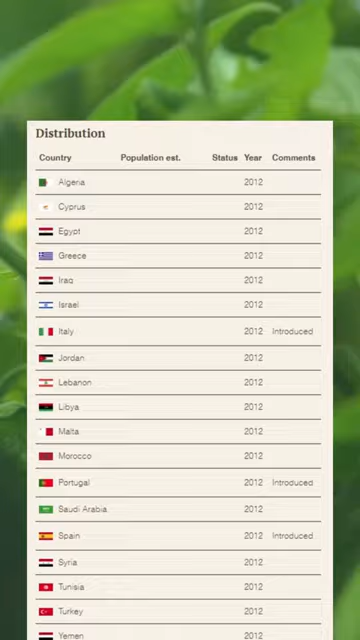 Distribution
Country Population est. Status Year Comments
Algeria 2012
Cyprus 2012
Egypt 2012
Greece 2012
Iraq 2012
Israel 2012
Italy 2012 Introduced
Jordan 2012
Lebanon 2012
Libya 2012
Malta 2012
Morocco 2012
Portugal 2012 Introduced
Saudi Arabia 2012
Spain 2012 Introduced
Syria 2012
Tunisia 2012
Turkey 2012
Yemen 2012